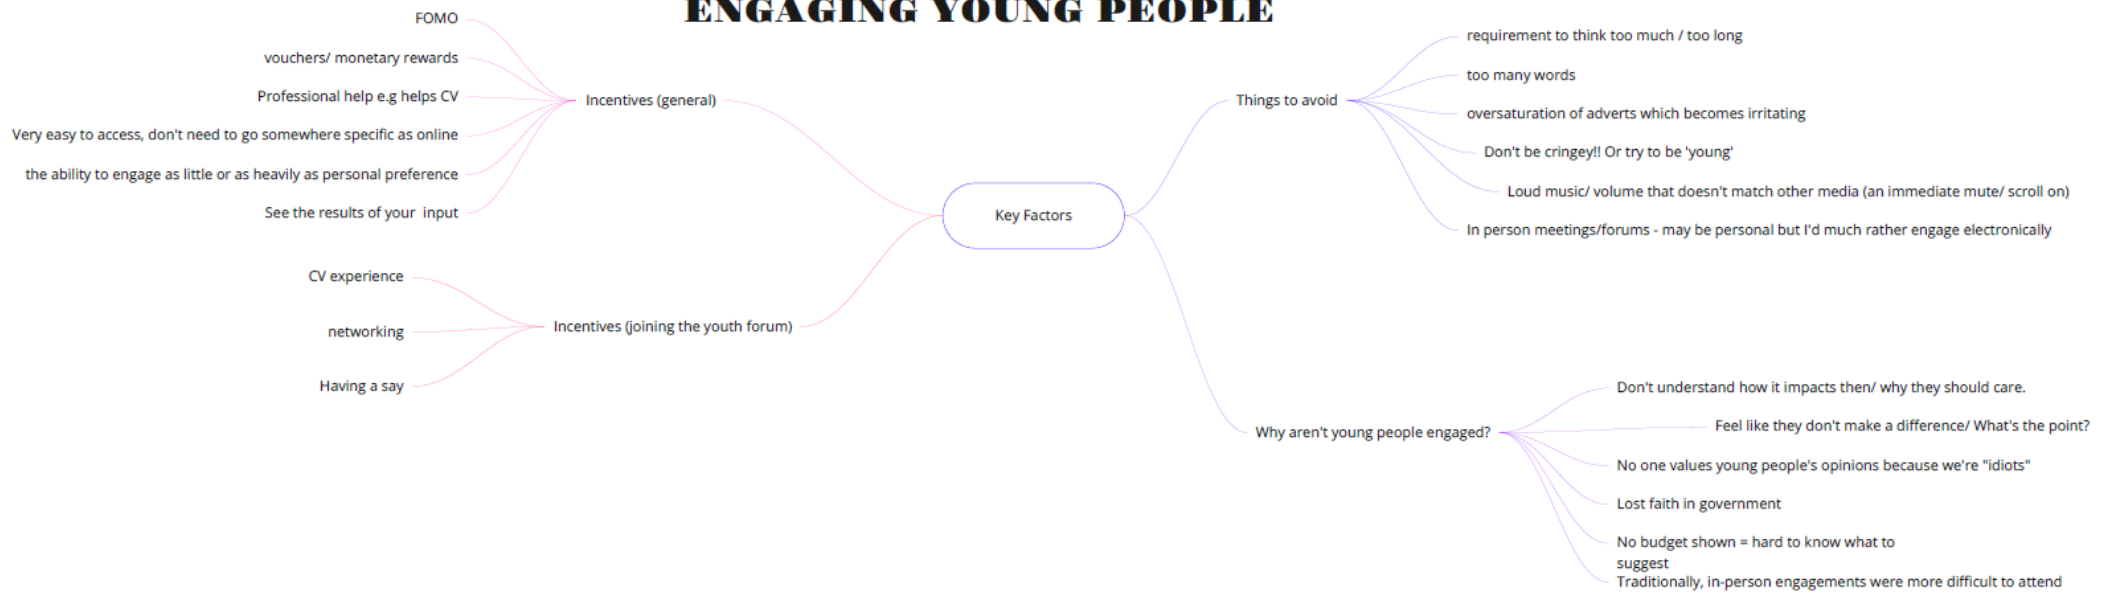 ENGAGING YOUNG PEOPLE
FOMO
vouchers/ monetary rewards
Professional help e.g helps CV
Very easy to access, don't need to go somewhere specific as online
the ability to engage as little or as heavily as personal preference
See the results of your  input
Incentives (general)
CV experience
networking
Having a say
Incentives (joining the youth forum)
Key Factors
Things to avoid
requirement to think too much / too long
too many words
oversaturation of adverts which becomes irritating
Don't be cringey!! Or try to be 'young'
Loud music/ volume that doesn't match other media (an immediate mute/ scroll on)
In person meetings/forums - may be personal but I'd much rather engage electronically
Why aren't young people engaged?
Don't understand how it impacts then/ why they should care.
Feel like they don't make a difference/ What's the point?
No one values young people's opinions because we're "idiots"
Lost faith in government
No budget shown = hard to know what to
suggest
Traditionally, in-person engagements were more difficult to attend